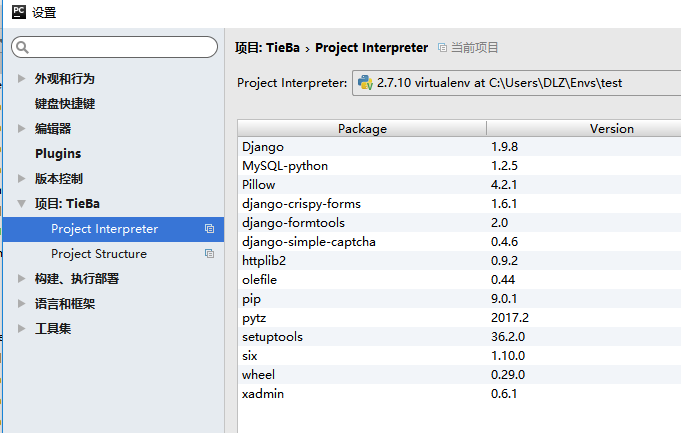 PC 设置
项目: TieBa › Project Interpreter 当前项目
外观和行为
键盘快捷键
编辑器
Plugins
版本控制
项目: TieBa
Project Interpreter
Project Structure
构建、执行部署
语言和框架
工具集
Project Interpreter: 2.7.10 virtualenv at C:\Users\DLZ\Envs\test
Package Version
Django 1.9.8
MySQL-python 1.2.5
Pillow 4.2.1
django-crispy-forms 1.6.1
django-formtools 2.0
django-simple-captcha 0.4.6
httplib2 0.9.2
olefile 0.44
pip 9.0.1
pytz 2017.2
setuptools 36.2.0
six 1.10.0
wheel 0.29.0
xadmin 0.6.1